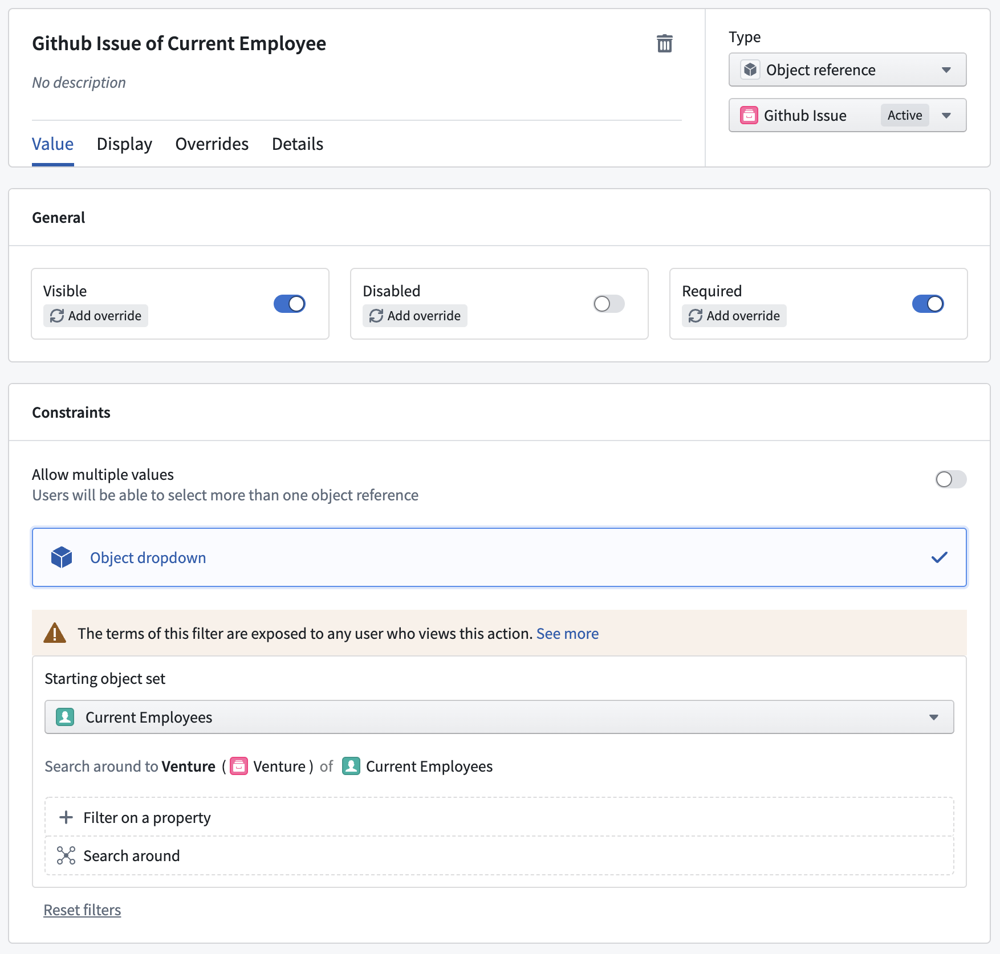 Github Issue of Current Employee
No description
Value Display Overrides Details
Type
Object reference
Github Issue Active
General
Visible
Add override
Disabled
Add override
Required
Add override
Constraints
Allow multiple values
Users will be able to select more than one object reference
Object dropdown
The terms of this filter are exposed to any user who views this action. See more
Starting object set
Current Employees
Search around to Venture ( Venture ) of Current Employees
Filter on a property
Search around
Reset filters